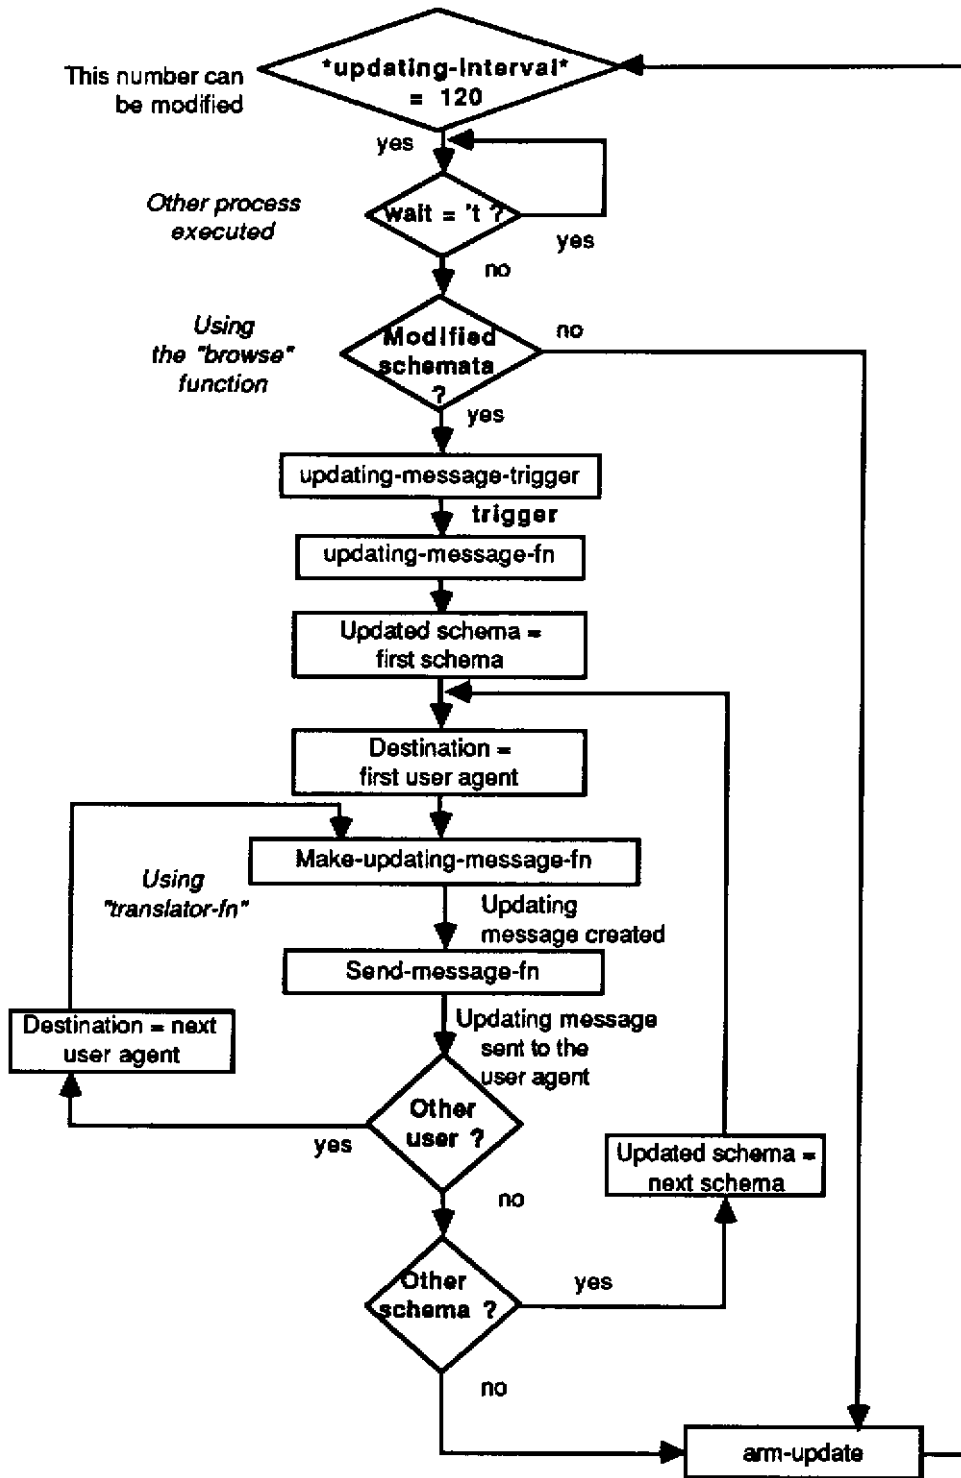 *updating-interval*
= 120
This number can
be modified
yes
Other process
executed
wait = 't ?
yes
no
Using
the "browse"
function
Modified
schemata
?
no
yes
updating-message-trigger
trigger
updating-message-fn
Updated schema =
first schema
Destination =
first user agent
Make-updating-message-fn
Using
"translator-fn"
Updating
message created
Send-message-fn
Destination = next
user agent
Updating message
sent to the
user agent
Other
user ?
yes
Updated schema =
next schema
no
Other
schema ?
yes
no
arm-update